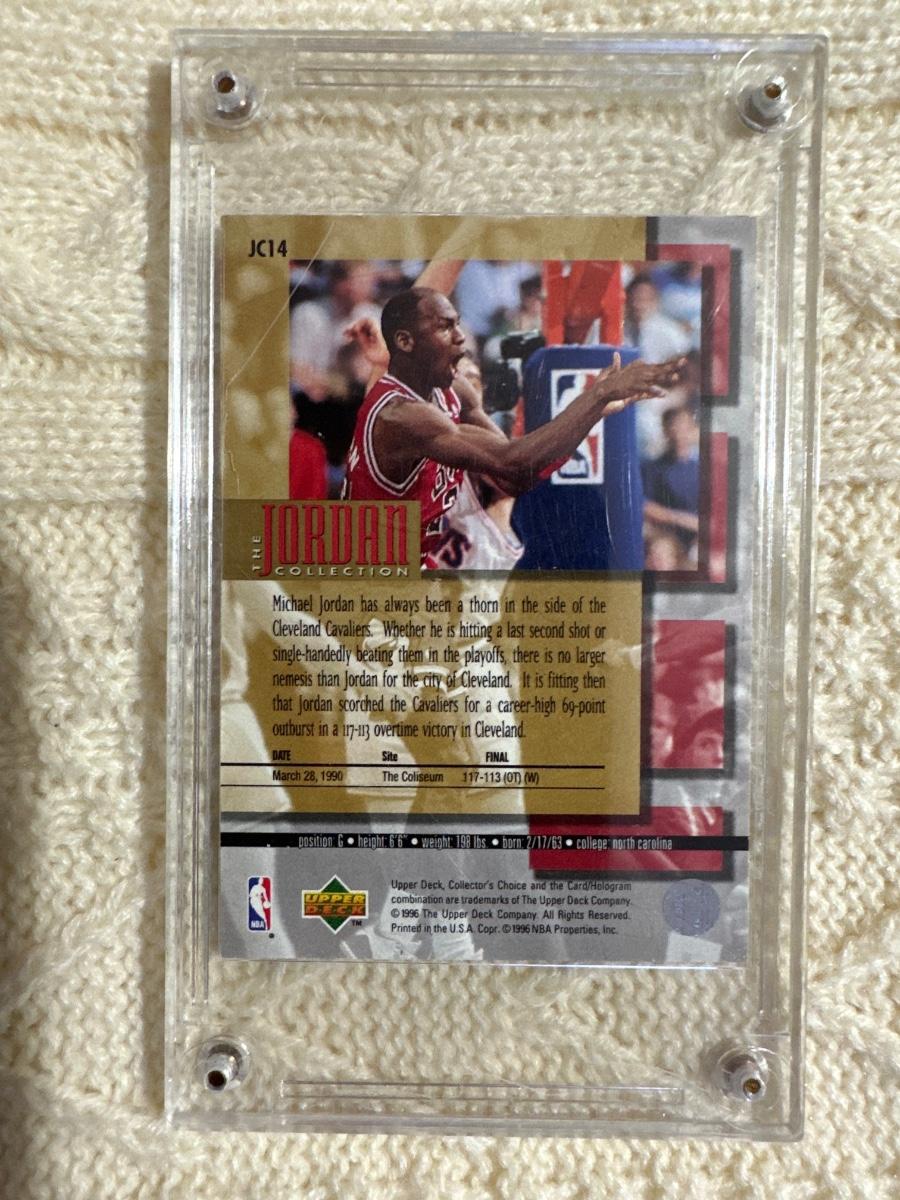 JC14
NBA
THE
JORDAN
COLLECTION
Michael Jordan has always been a thorn in the side of the
Cleveland Cavaliers. Whether he is hitting a last second shot or
single-handedly beating them in the playoffs, there is no larger
nemesis than Jordan for the city of Cleveland. It is fitting then
that Jordan scorched the Cavaliers for a career-high 69-point
outburst in a 117-113 overtime victory in Cleveland.
DATE Site FINAL
March 28, 1990 The Coliseum 117-113 (OT) (W)
position: G • height: 6'6" • weight: 198 lbs • born: 2/17/63 • college: north carolina
NBA
UPPER
DECK
TM
Upper Deck, Collector's Choice and the Card/Hologram
combination are trademarks of The Upper Deck Company.
©1996 The Upper Deck Company. All Rights Reserved.
Printed in the U.S.A. Copr. ©1996 NBA Properties, Inc.